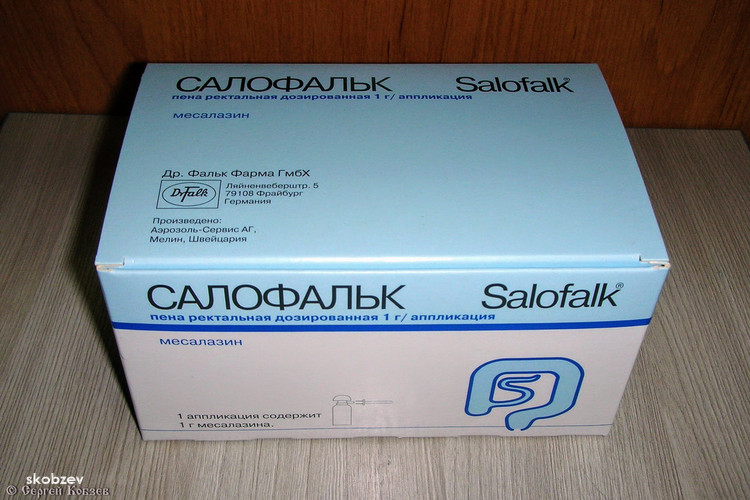 САЛОФАЛЬК Salofalk®
пена ректальная дозированная 1 г/ аппликация
месалазин
Др. Фальк Фарма ГмбХ
Dr Falk
Ляйненвеберштр. 5
79108 Фрайбург
Германия
Произведено:
Аэрозоль-Сервис АГ,
Мелин, Швейцария
САЛОФАЛЬК Salofalk®
пена ректальная дозированная 1 г/ аппликация
месалазин
1 аппликация содержит
1 г месалазина.
skobzev
© Сергей Кобзев